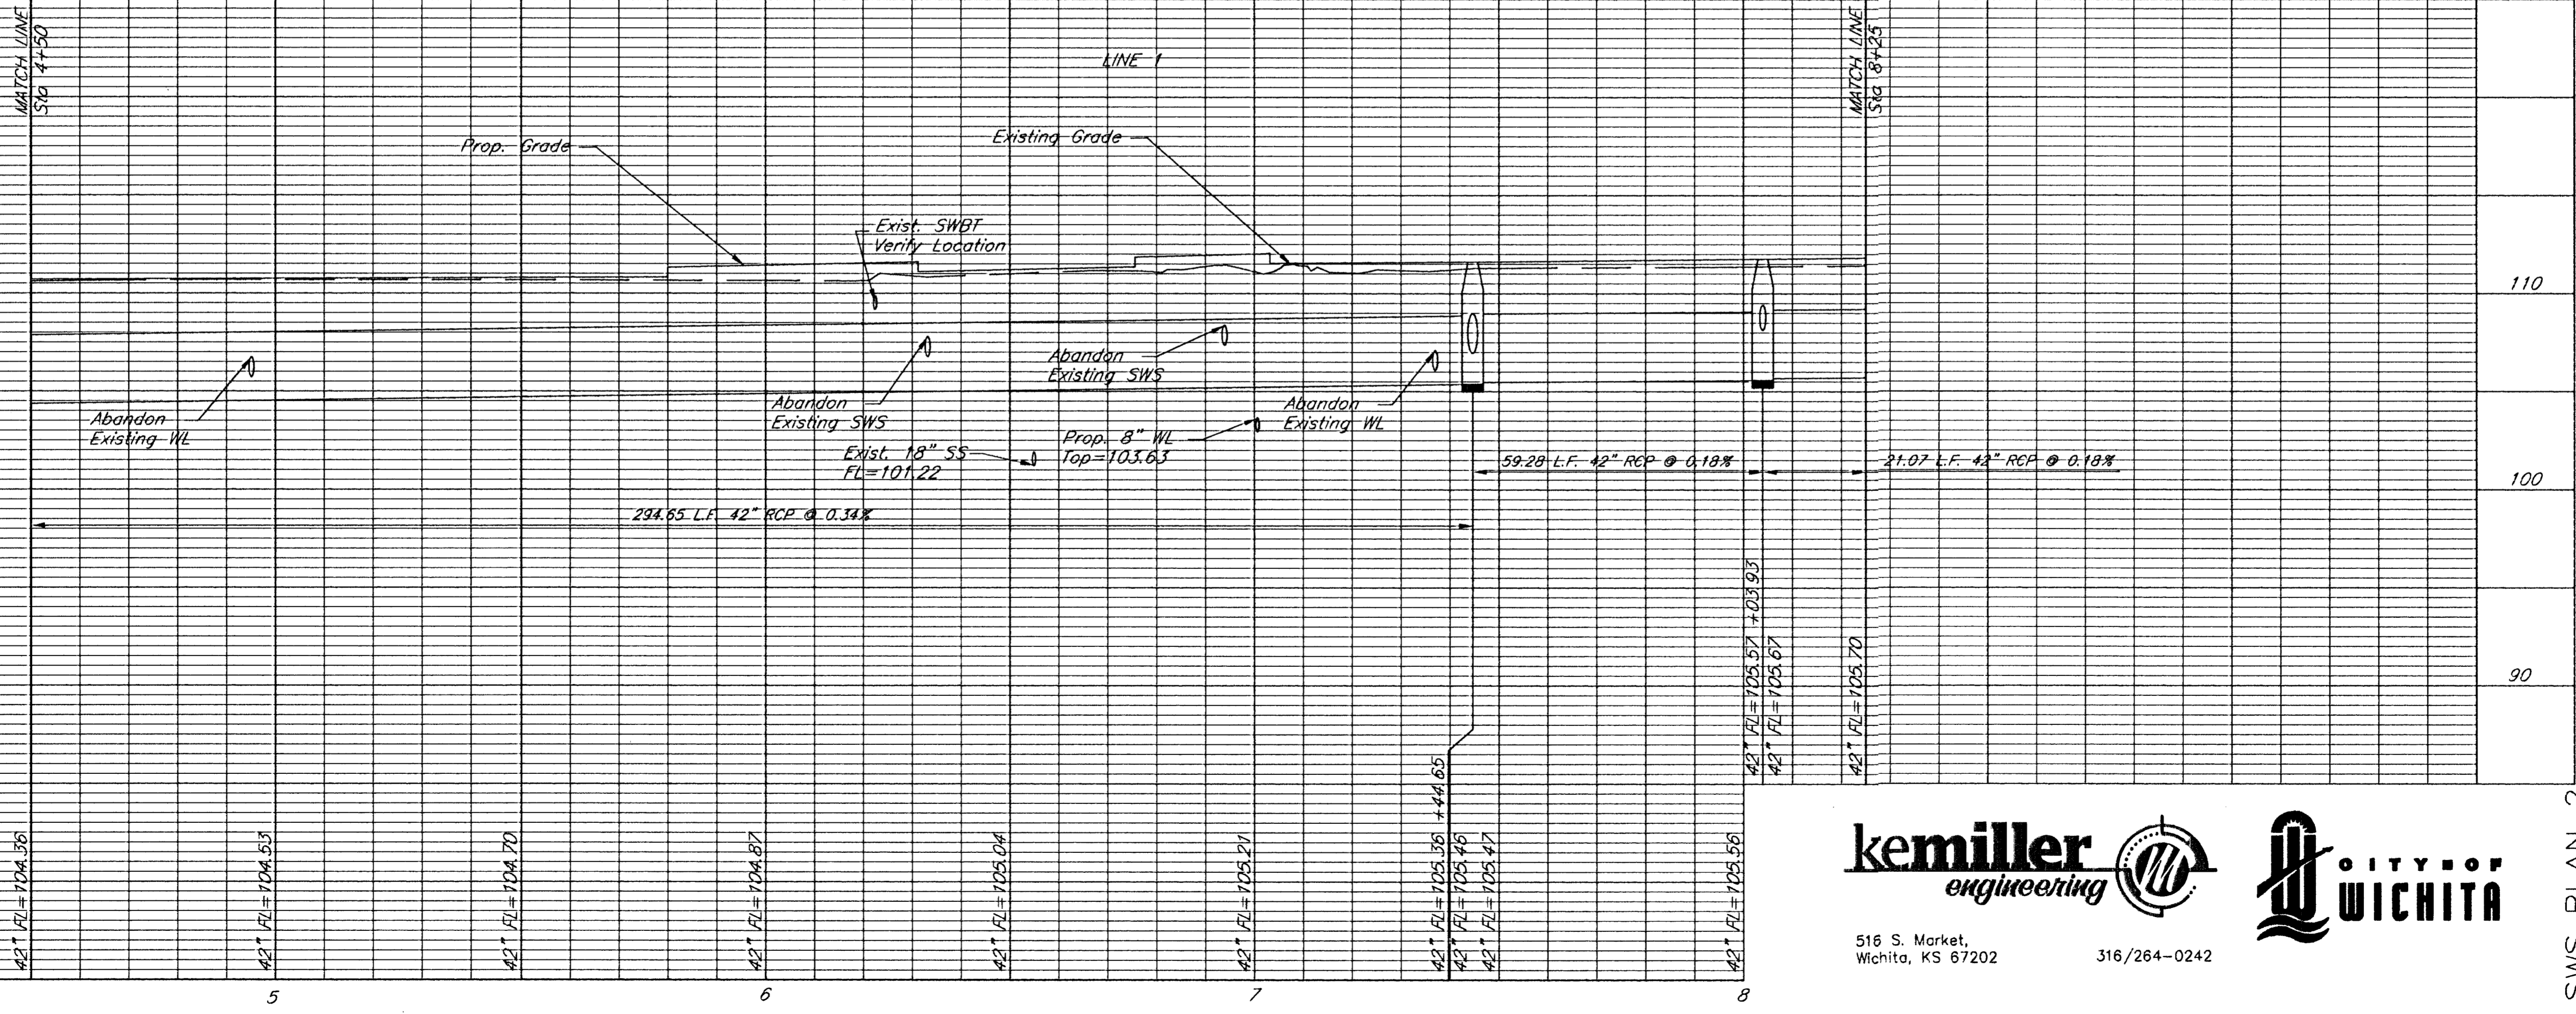 MATCH LINE
Sta 4+50
LINE 1
MATCH LINE
Sta 8+25
Prop. Grade
Existing Grade
Exist. SWBT
Verify Location
110
Abandon
Existing WL
Abandon
Existing SWS
Abandon
Existing SWS
Abandon
Existing WL
Exist. 18" SS
FL=101.22
Prop. 8" WL
Top=103.63
59.28 L.F. 42" RCP @ 0.18%
21.07 L.F. 42" RCP @ 0.18%
100
294.65 L.F. 42" RCP @ 0.34%
90
42" FL=104.36
42" FL=104.53
42" FL=104.70
42" FL=104.87
42" FL=105.04
42" FL=105.21
42" FL=105.36 +44.65
42" FL=105.46
42" FL=105.47
42" FL=105.56
42" FL=105.57 +03.93
42" FL=105.67
42" FL=105.70
5
6
7
8
kemiller
engineering
516 S. Market,
Wichita, KS 67202
316/264-0242
CITY OF
WICHITA
SWS PLAN 2